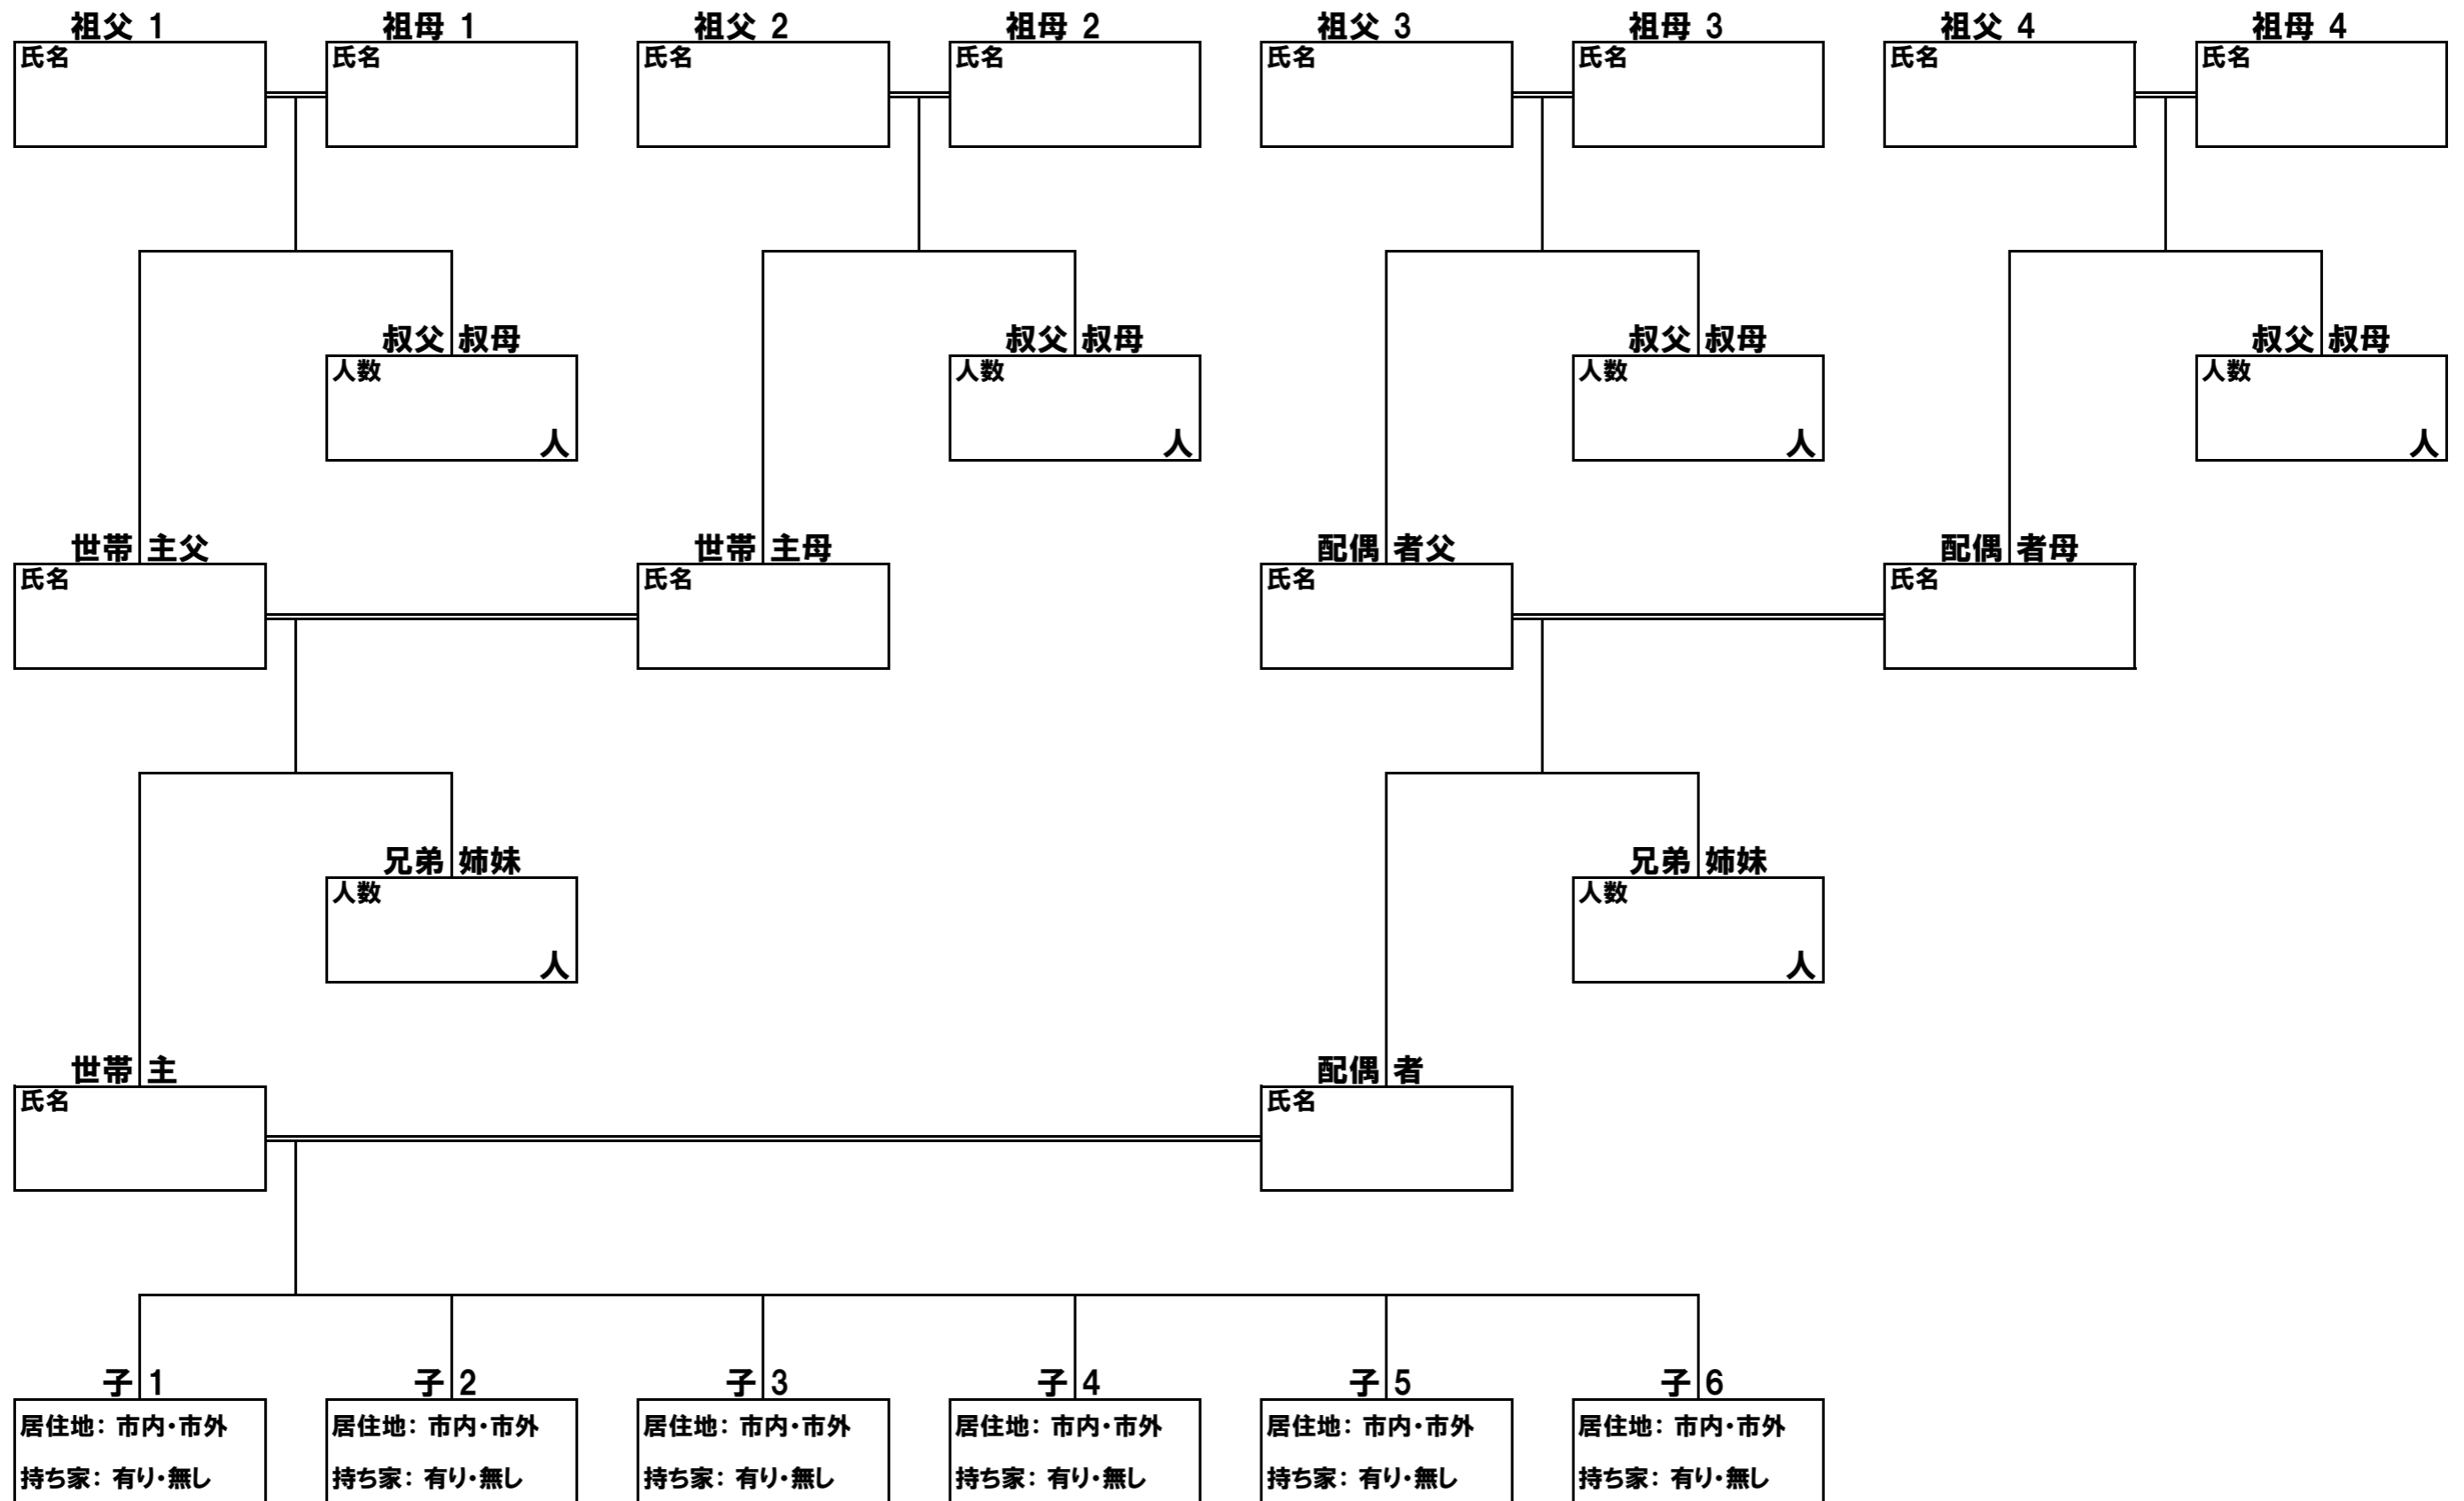 祖父 1 祖母 1 祖父 2 祖母 2 祖父 3 祖母 3 祖父 4 祖母 4
氏名 氏名 氏名 氏名 氏名 氏名 氏名 氏名
叔父 叔母 叔父 叔母 叔父 叔母 叔父 叔母
人数 人数 人数 人数
人 人 人 人
世帯 主父 世帯 主母 配偶 者父 配偶 者母
氏名 氏名 氏名 氏名
兄弟 姉妹 兄弟 姉妹
人数 人数
人 人
世帯 主 配偶 者
氏名 氏名
子 1 子 2 子 3 子 4 子 5 子 6
居住地： 市内・市外 居住地： 市内・市外 居住地： 市内・市外 居住地： 市内・市外 居住地： 市内・市外 居住地： 市内・市外
持ち家： 有り・無し 持ち家： 有り・無し 持ち家： 有り・無し 持ち家： 有り・無し 持ち家： 有り・無し 持ち家： 有り・無し